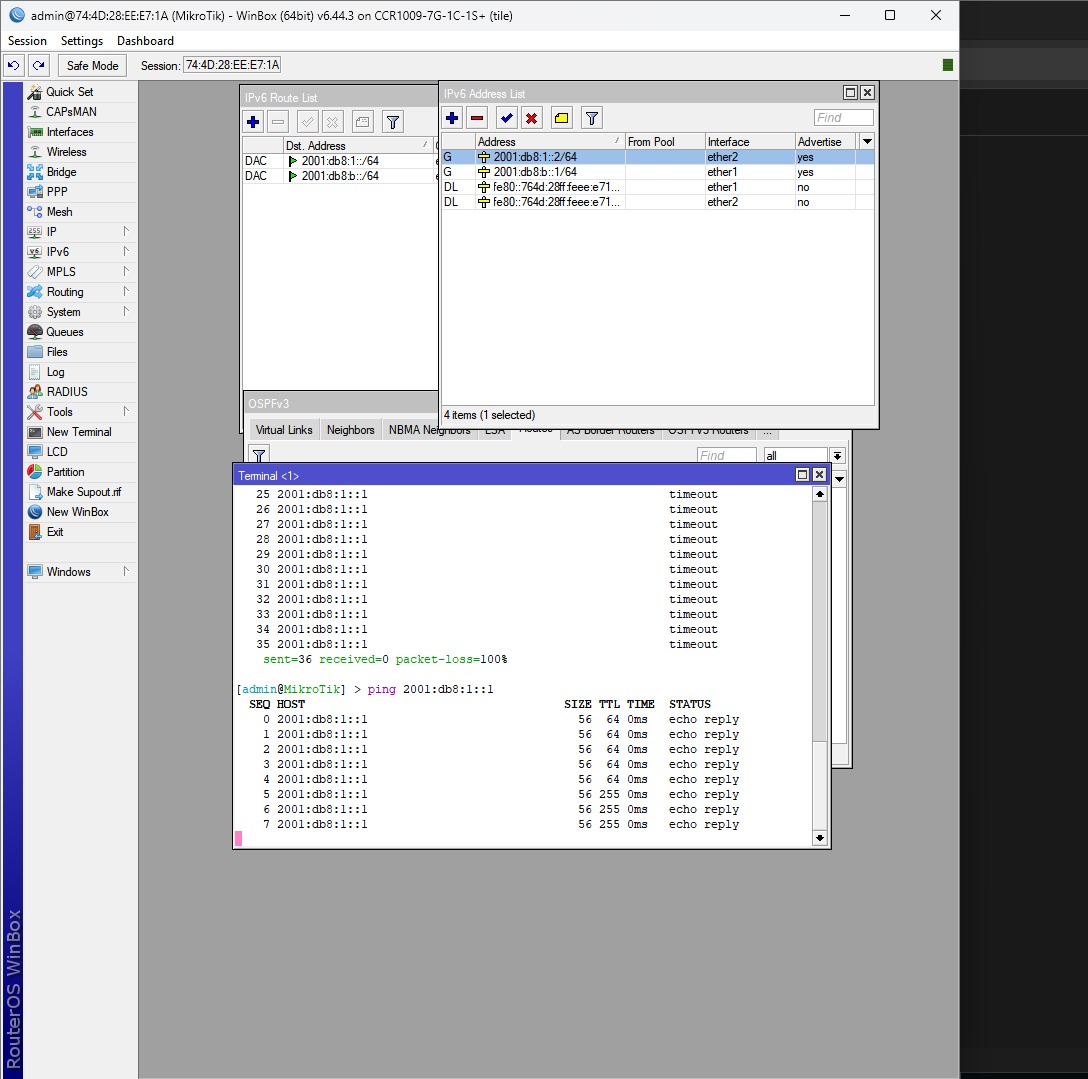 admin@74:4D:28:EE:E7:1A (MikroTik) - WinBox (64bit) v6.44.3 on CCR1009-7G-1C-1S+ (tile)
Session Settings Dashboard
Safe Mode Session: 74:4D:28:EE:E7:1A
Quick Set
CAPsMAN
Interfaces
Wireless
Bridge
PPP
Mesh
IP
IPv6
MPLS
Routing
System
Queues
Files
Log
RADIUS
Tools
New Terminal
LCD
Partition
Make Supout.rif
New WinBox
Exit
Windows
RouterOS WinBox
IPv6 Route List
Dst. Address
DAC 2001:db8:1::/64
DAC 2001:db8:b::/64
IPv6 Address List
Find
Address From Pool Interface Advertise
G 2001:db8:1::2/64 ether2 yes
G 2001:db8:b::1/64 ether1 yes
DL fe80::764d:28ff:feee:e71... ether1 no
DL fe80::764d:28ff:feee:e71... ether2 no
4 items (1 selected)
OSPFv3
Virtual Links Neighbors NBMA Neighbors LSA Routes AS Border Routers OSPFv3 Routers ...
Find all
Terminal <1>
25 2001:db8:1::1 timeout
26 2001:db8:1::1 timeout
27 2001:db8:1::1 timeout
28 2001:db8:1::1 timeout
29 2001:db8:1::1 timeout
30 2001:db8:1::1 timeout
31 2001:db8:1::1 timeout
32 2001:db8:1::1 timeout
33 2001:db8:1::1 timeout
34 2001:db8:1::1 timeout
35 2001:db8:1::1 timeout
sent=36 received=0 packet-loss=100%
[admin@MikroTik] > ping 2001:db8:1::1
SEQ HOST SIZE TTL TIME STATUS
0 2001:db8:1::1 56 64 0ms echo reply
1 2001:db8:1::1 56 64 0ms echo reply
2 2001:db8:1::1 56 64 0ms echo reply
3 2001:db8:1::1 56 64 0ms echo reply
4 2001:db8:1::1 56 64 0ms echo reply
5 2001:db8:1::1 56 255 0ms echo reply
6 2001:db8:1::1 56 255 0ms echo reply
7 2001:db8:1::1 56 255 0ms echo reply